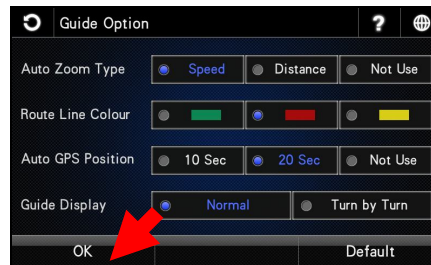 Guide Option ?
Auto Zoom Type Speed Distance Not Use
Route Line Colour
Auto GPS Position 10 Sec 20 Sec Not Use
Guide Display Normal Turn by Turn
OK Default